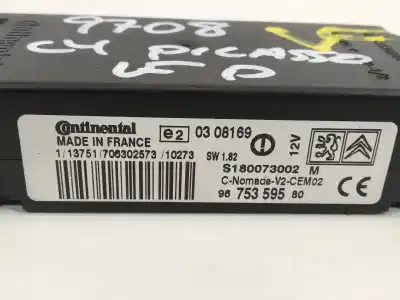 9708
C4 PICASSO
Continental
MADE IN FRANCE
1/13751/706302573/10273
e2
03 08169
SW 1.82
12V
S180073002 M
C-Nomade-V2-CEM02
96 753 595 80
CE